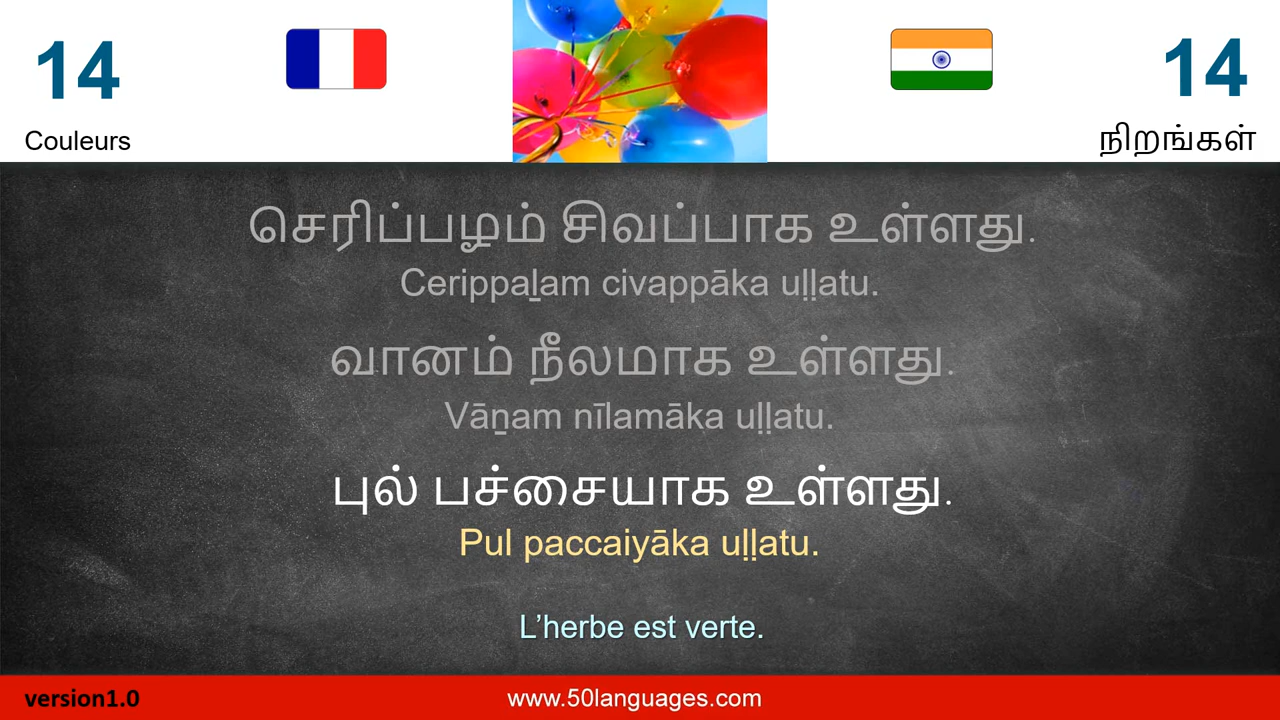 14
Couleurs
14
நிறங்கள்
செரிப்பழம் சிவப்பாக உள்ளது.
Cerippaḻam civappāka uḷḷatu.
வானம் நீலமாக உள்ளது.
Vāṉam nīlamāka uḷḷatu.
புல் பச்சையாக உள்ளது.
Pul paccaiyāka uḷḷatu.
L’herbe est verte.
version1.0
www.50languages.com